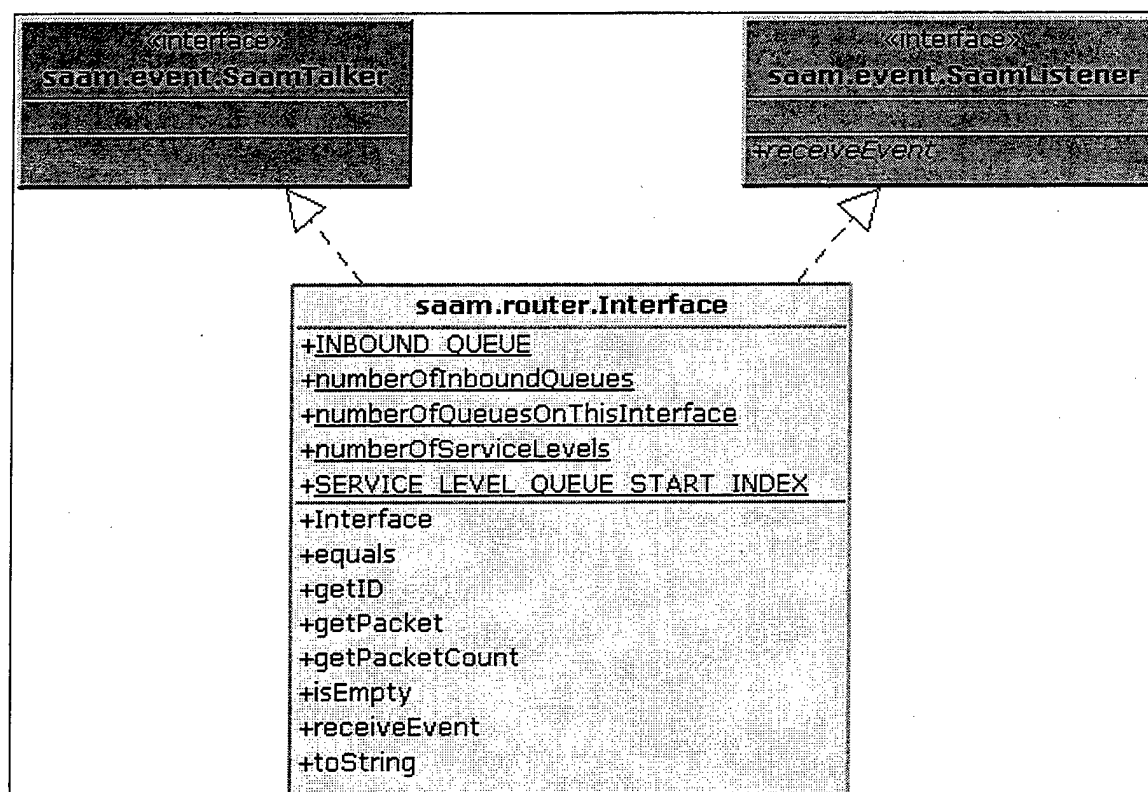 «interface»
saam.event.SaamTalker
«interface»
saam.event.SaamListener
+receiveEvent
saam.router.Interface
+INBOUND_QUEUE
+numberOfInboundQueues
+numberOfQueuesOnThisInterface
+numberOfServiceLevels
+SERVICE_LEVEL_QUEUE_START_INDEX
+Interface
+equals
+getID
+getPacket
+getPacketCount
+isEmpty
+receiveEvent
+toString